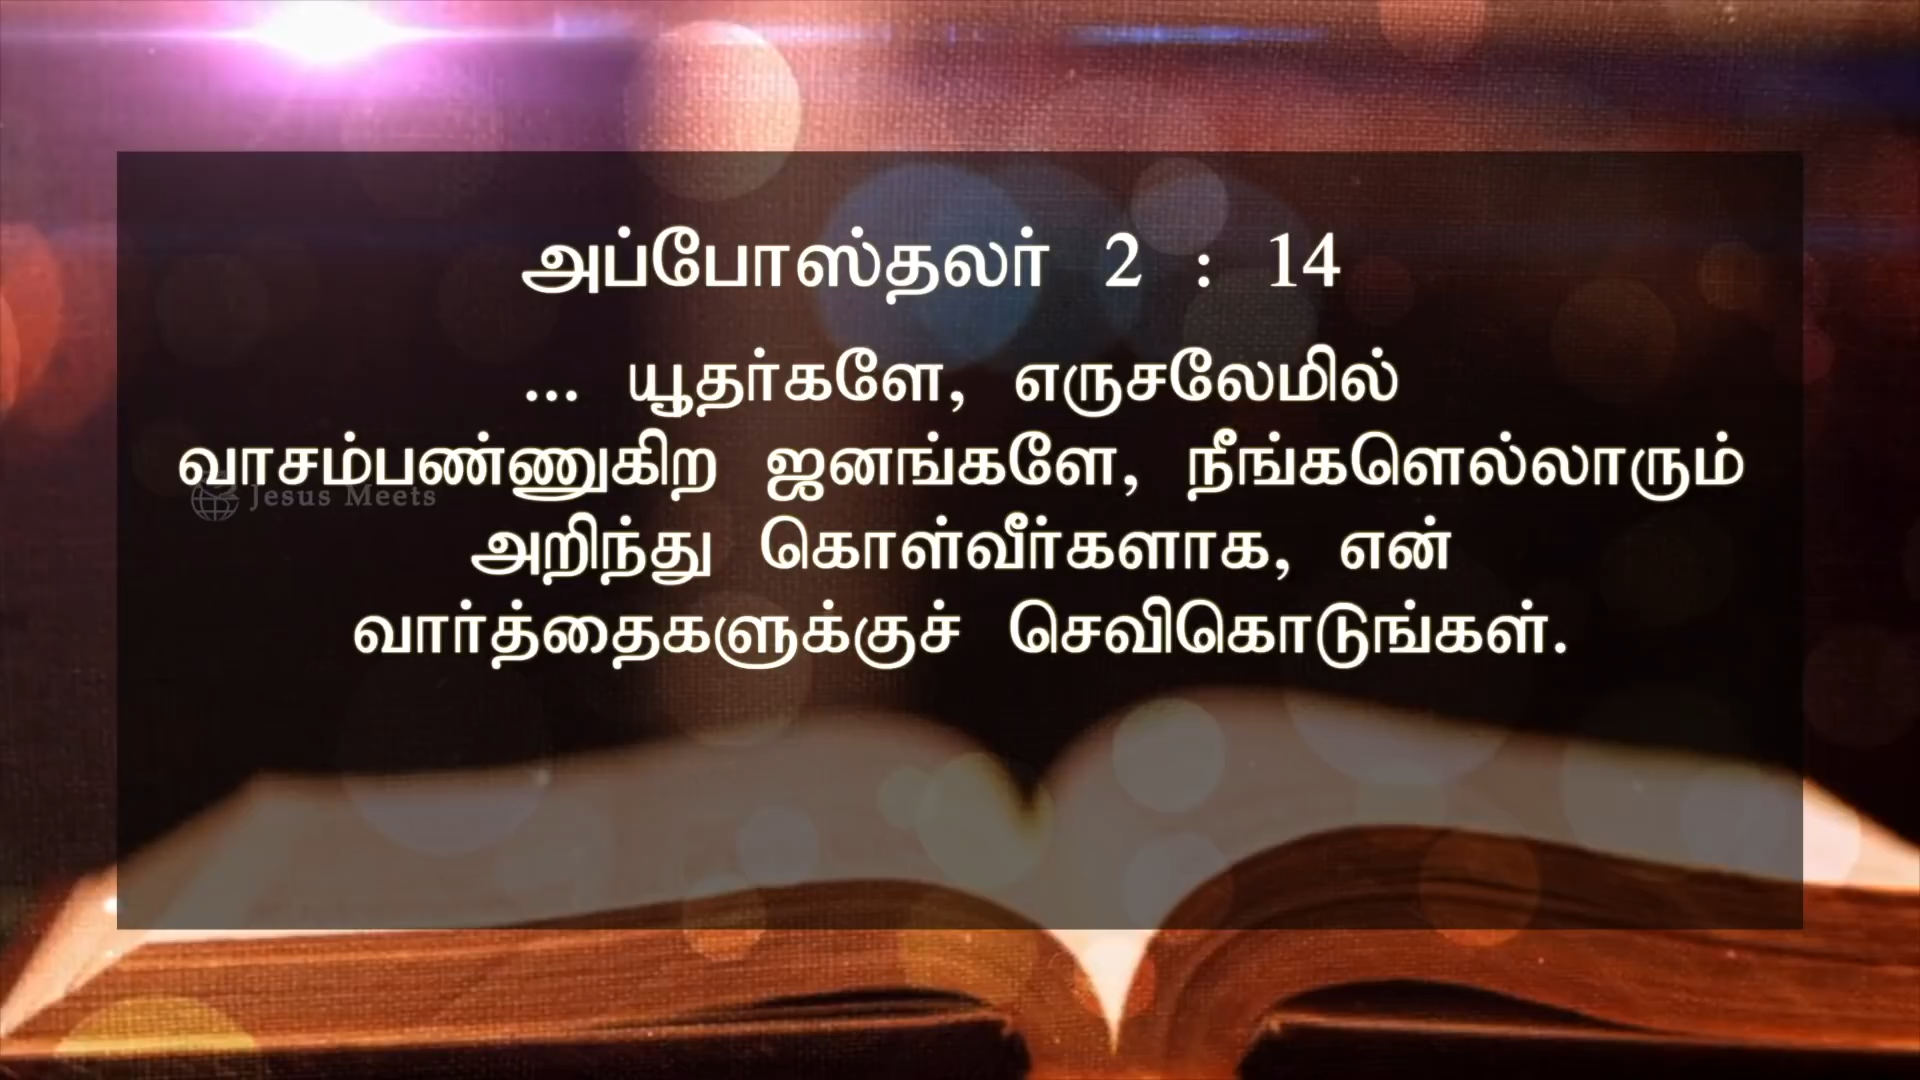 அப்போஸ்தலர் 2 : 14
... யூதர்களே, எருசலேமில்
வாசம்பண்ணுகிற ஜனங்களே, நீங்களெல்லாரும்
Jesus Meets
அறிந்து கொள்வீர்களாக, என்
வார்த்தைகளுக்குச் செவிகொடுங்கள்.